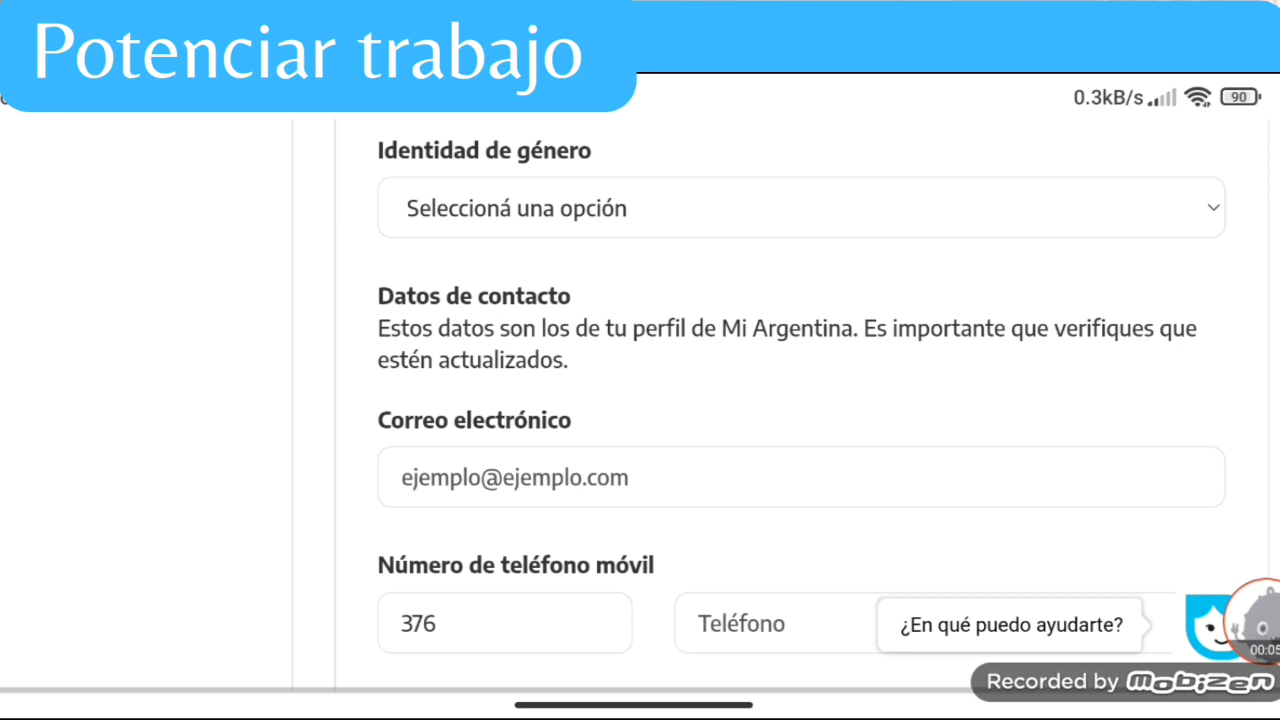 Potenciar trabajo
0.3kB/s
90
Identidad de género
Seleccioná una opción
Datos de contacto
Estos datos son los de tu perfil de Mi Argentina. Es importante que verifiques que
estén actualizados.
Correo electrónico
ejemplo@ejemplo.com
Número de teléfono móvil
376
Teléfono
¿En qué puedo ayudarte?
00:05
Recorded by mobizen